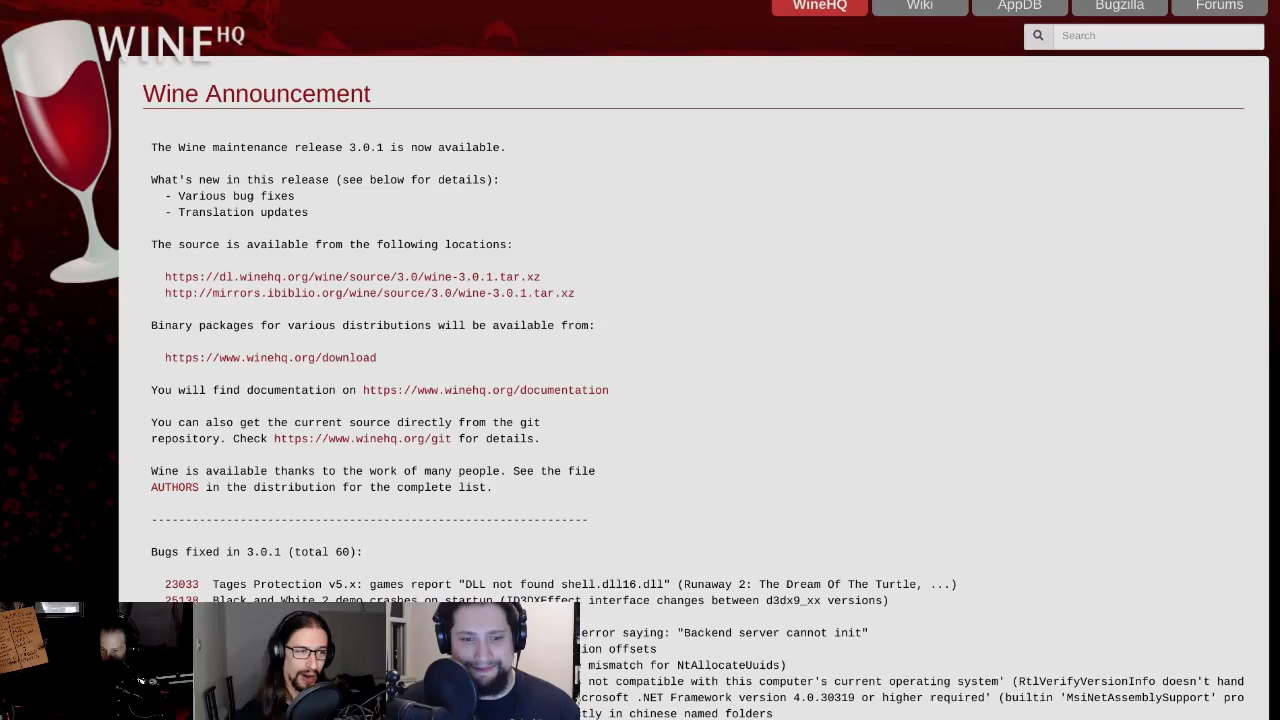 WineHQ
Wiki
AppDB
Bugzilla
Forums
WINE HQ
Search
Wine Announcement
The Wine maintenance release 3.0.1 is now available.
What's new in this release (see below for details):
- Various bug fixes
- Translation updates
The source is available from the following locations:
https://dl.winehq.org/wine/source/3.0/wine-3.0.1.tar.xz
http://mirrors.ibiblio.org/wine/source/3.0/wine-3.0.1.tar.xz
Binary packages for various distributions will be available from:
https://www.winehq.org/download
You will find documentation on https://www.winehq.org/documentation
You can also get the current source directly from the git
repository. Check https://www.winehq.org/git for details.
Wine is available thanks to the work of many people. See the file
AUTHORS in the distribution for the complete list.
----------------------------------------------------------------
Bugs fixed in 3.0.1 (total 60):
23033 Tages Protection v5.x: games report "DLL not found shell.dll16.dll" (Runaway 2: The Dream Of The Turtle, ...)
25138 Black and White 2 demo crashes on startup (ID3DXEffect interface changes between d3dx9_xx versions)
error saying: "Backend server cannot init"
ion offsets
mismatch for NtAllocateUuids)
not compatible with this computer's current operating system' (RtlVerifyVersionInfo doesn't hand
crosoft .NET Framework version 4.0.30319 or higher required' (builtin 'MsiNetAssemblySupport' pro
tly in chinese named folders